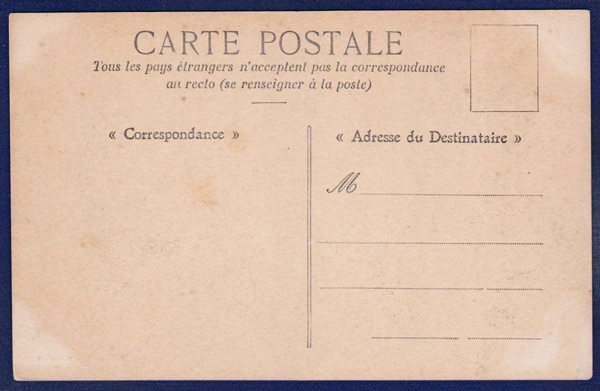 CARTE POSTALE
Tous les pays étrangers n'acceptent pas la correspondance
au recto (se renseigner à la poste)
« Correspondance »
« Adresse du Destinataire »
M